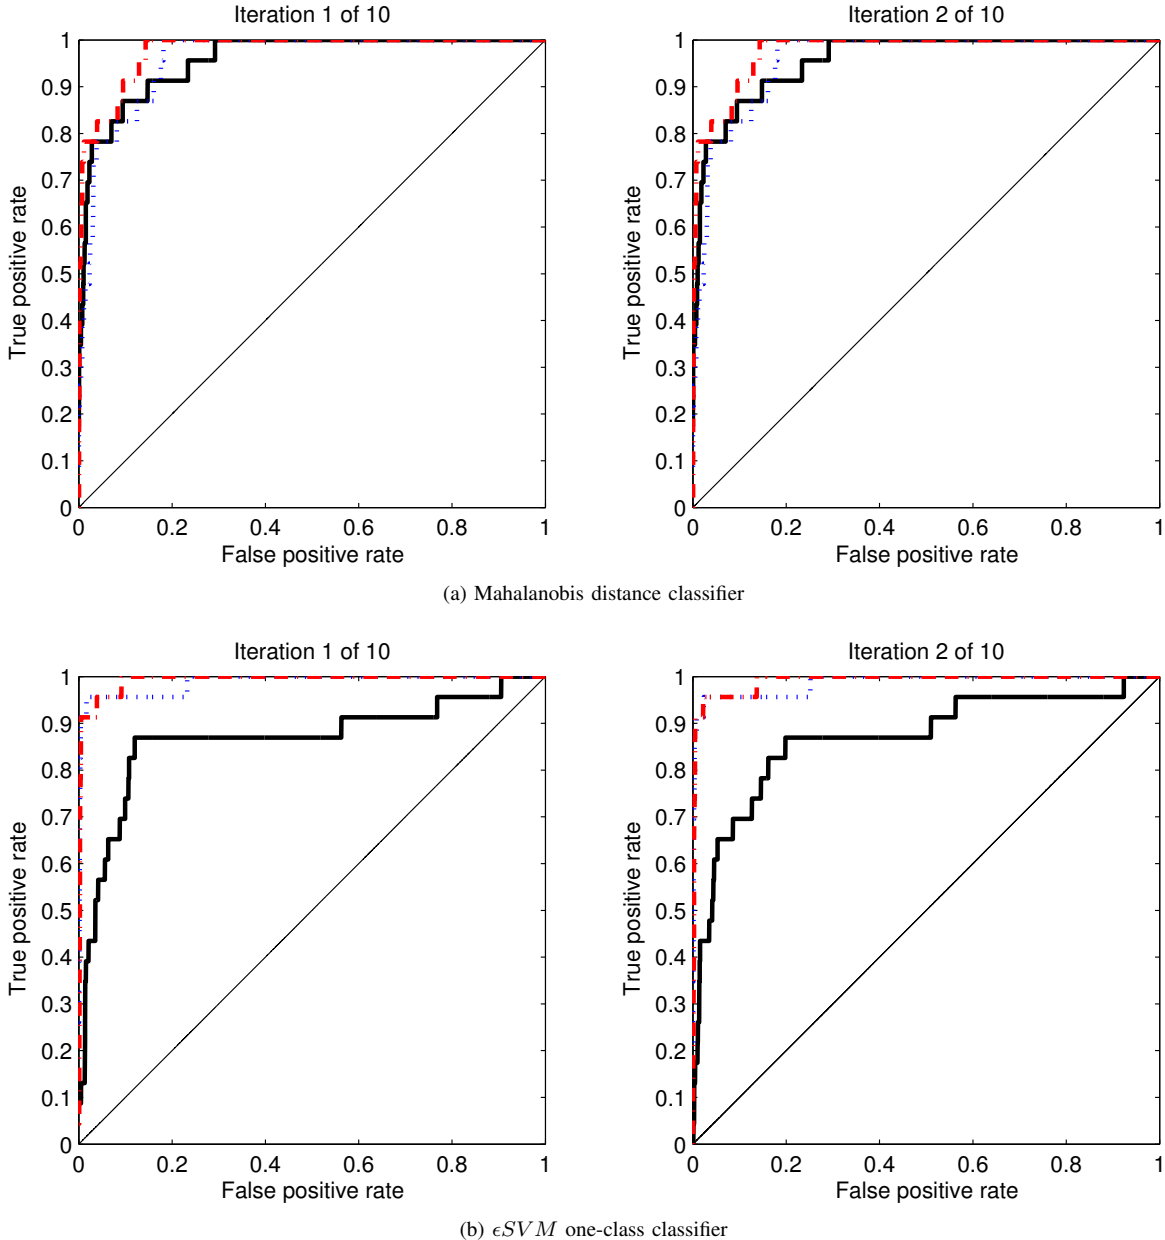 Iteration 1 of 10
1
0.9
0.8
0.7
0.6
0.5
0.4
0.3
0.2
0.1
0
True positive rate
0 0.2 0.4 0.6 0.8 1
False positive rate
Iteration 2 of 10
1
0.9
0.8
0.7
0.6
0.5
0.4
0.3
0.2
0.1
0
True positive rate
0 0.2 0.4 0.6 0.8 1
False positive rate
(a) Mahalanobis distance classifier
Iteration 1 of 10
1
0.9
0.8
0.7
0.6
0.5
0.4
0.3
0.2
0.1
0
True positive rate
0 0.2 0.4 0.6 0.8 1
False positive rate
Iteration 2 of 10
1
0.9
0.8
0.7
0.6
0.5
0.4
0.3
0.2
0.1
0
True positive rate
0 0.2 0.4 0.6 0.8 1
False positive rate
(b) ϵSVM one-class classifier